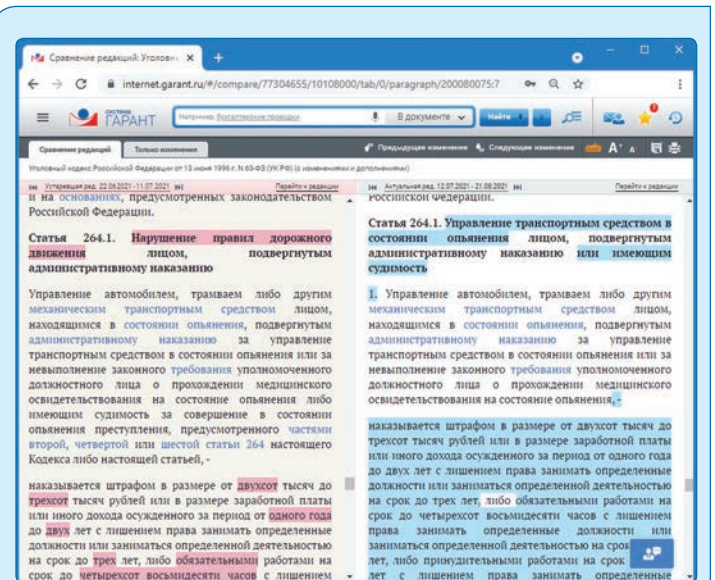 Сравнение редакций: Уголовн
internet.garant.ru/#/compare/77304655/10108000/tab/0/paragraph/200080075:7
СИСТЕМА
ГАРАНТ
Например, бухгалтерские проводки
В документе
Найти
Сравнение редакций
Только изменения
Предыдущее изменение
Следующее изменение
Уголовный кодекс Российской Федерации от 13 июня 1996 г. N 63-ФЗ (УК РФ) (с изменениями и дополнениями)
Устаревшая ред. 22.06.2021 - 11.07.2021
Перейти к редакции
и на основаниях, предусмотренных законодательством
Российской Федерации.
Статья 264.1. Нарушение правил дорожного
движения лицом, подвергнутым
административному наказанию
Управление автомобилем, трамваем либо другим
механическим транспортным средством лицом,
находящимся в состоянии опьянения, подвергнутым
административному наказанию за управление
транспортным средством в состоянии опьянения или за
невыполнение законного требования уполномоченного
должностного лица о прохождении медицинского
освидетельствования на состояние опьянения либо
имеющим судимость за совершение в состоянии
опьянения преступления, предусмотренного частями
второй, четвертой или шестой статьи 264 настоящего
Кодекса либо настоящей статьей, -
наказывается штрафом в размере от двухсот тысяч до
трехсот тысяч рублей или в размере заработной платы
или иного дохода осужденного за период от одного года
до двух лет с лишением права занимать определенные
должности или заниматься определенной деятельностью
на срок до трех лет, либо обязательными работами на
срок до четырехсот восьмидесяти часов с лишением
Актуальная ред. 12.07.2021 - 21.08.2021
Перейти к редакции
Российской Федерации.
Статья 264.1. Управление транспортным средством в
состоянии опьянения лицом, подвергнутым
административному наказанию или имеющим
судимость
1. Управление автомобилем, трамваем либо другим
механическим транспортным средством лицом,
находящимся в состоянии опьянения, подвергнутым
административному наказанию за управление
транспортным средством в состоянии опьянения или за
невыполнение законного требования уполномоченного
должностного лица о прохождении медицинского
освидетельствования на состояние опьянения, -
наказывается штрафом в размере от двухсот тысяч до
трехсот тысяч рублей или в размере заработной платы
или иного дохода осужденного за период от одного года
до двух лет с лишением права занимать определенные
должности или заниматься определенной деятельностью
на срок до трех лет, либо обязательными работами на
срок до четырехсот восьмидесяти часов с лишением
права занимать определенные должности или
заниматься определенной деятельностью на срок
лет, либо принудительными работами на срок
лет с лишением права занимать определенные